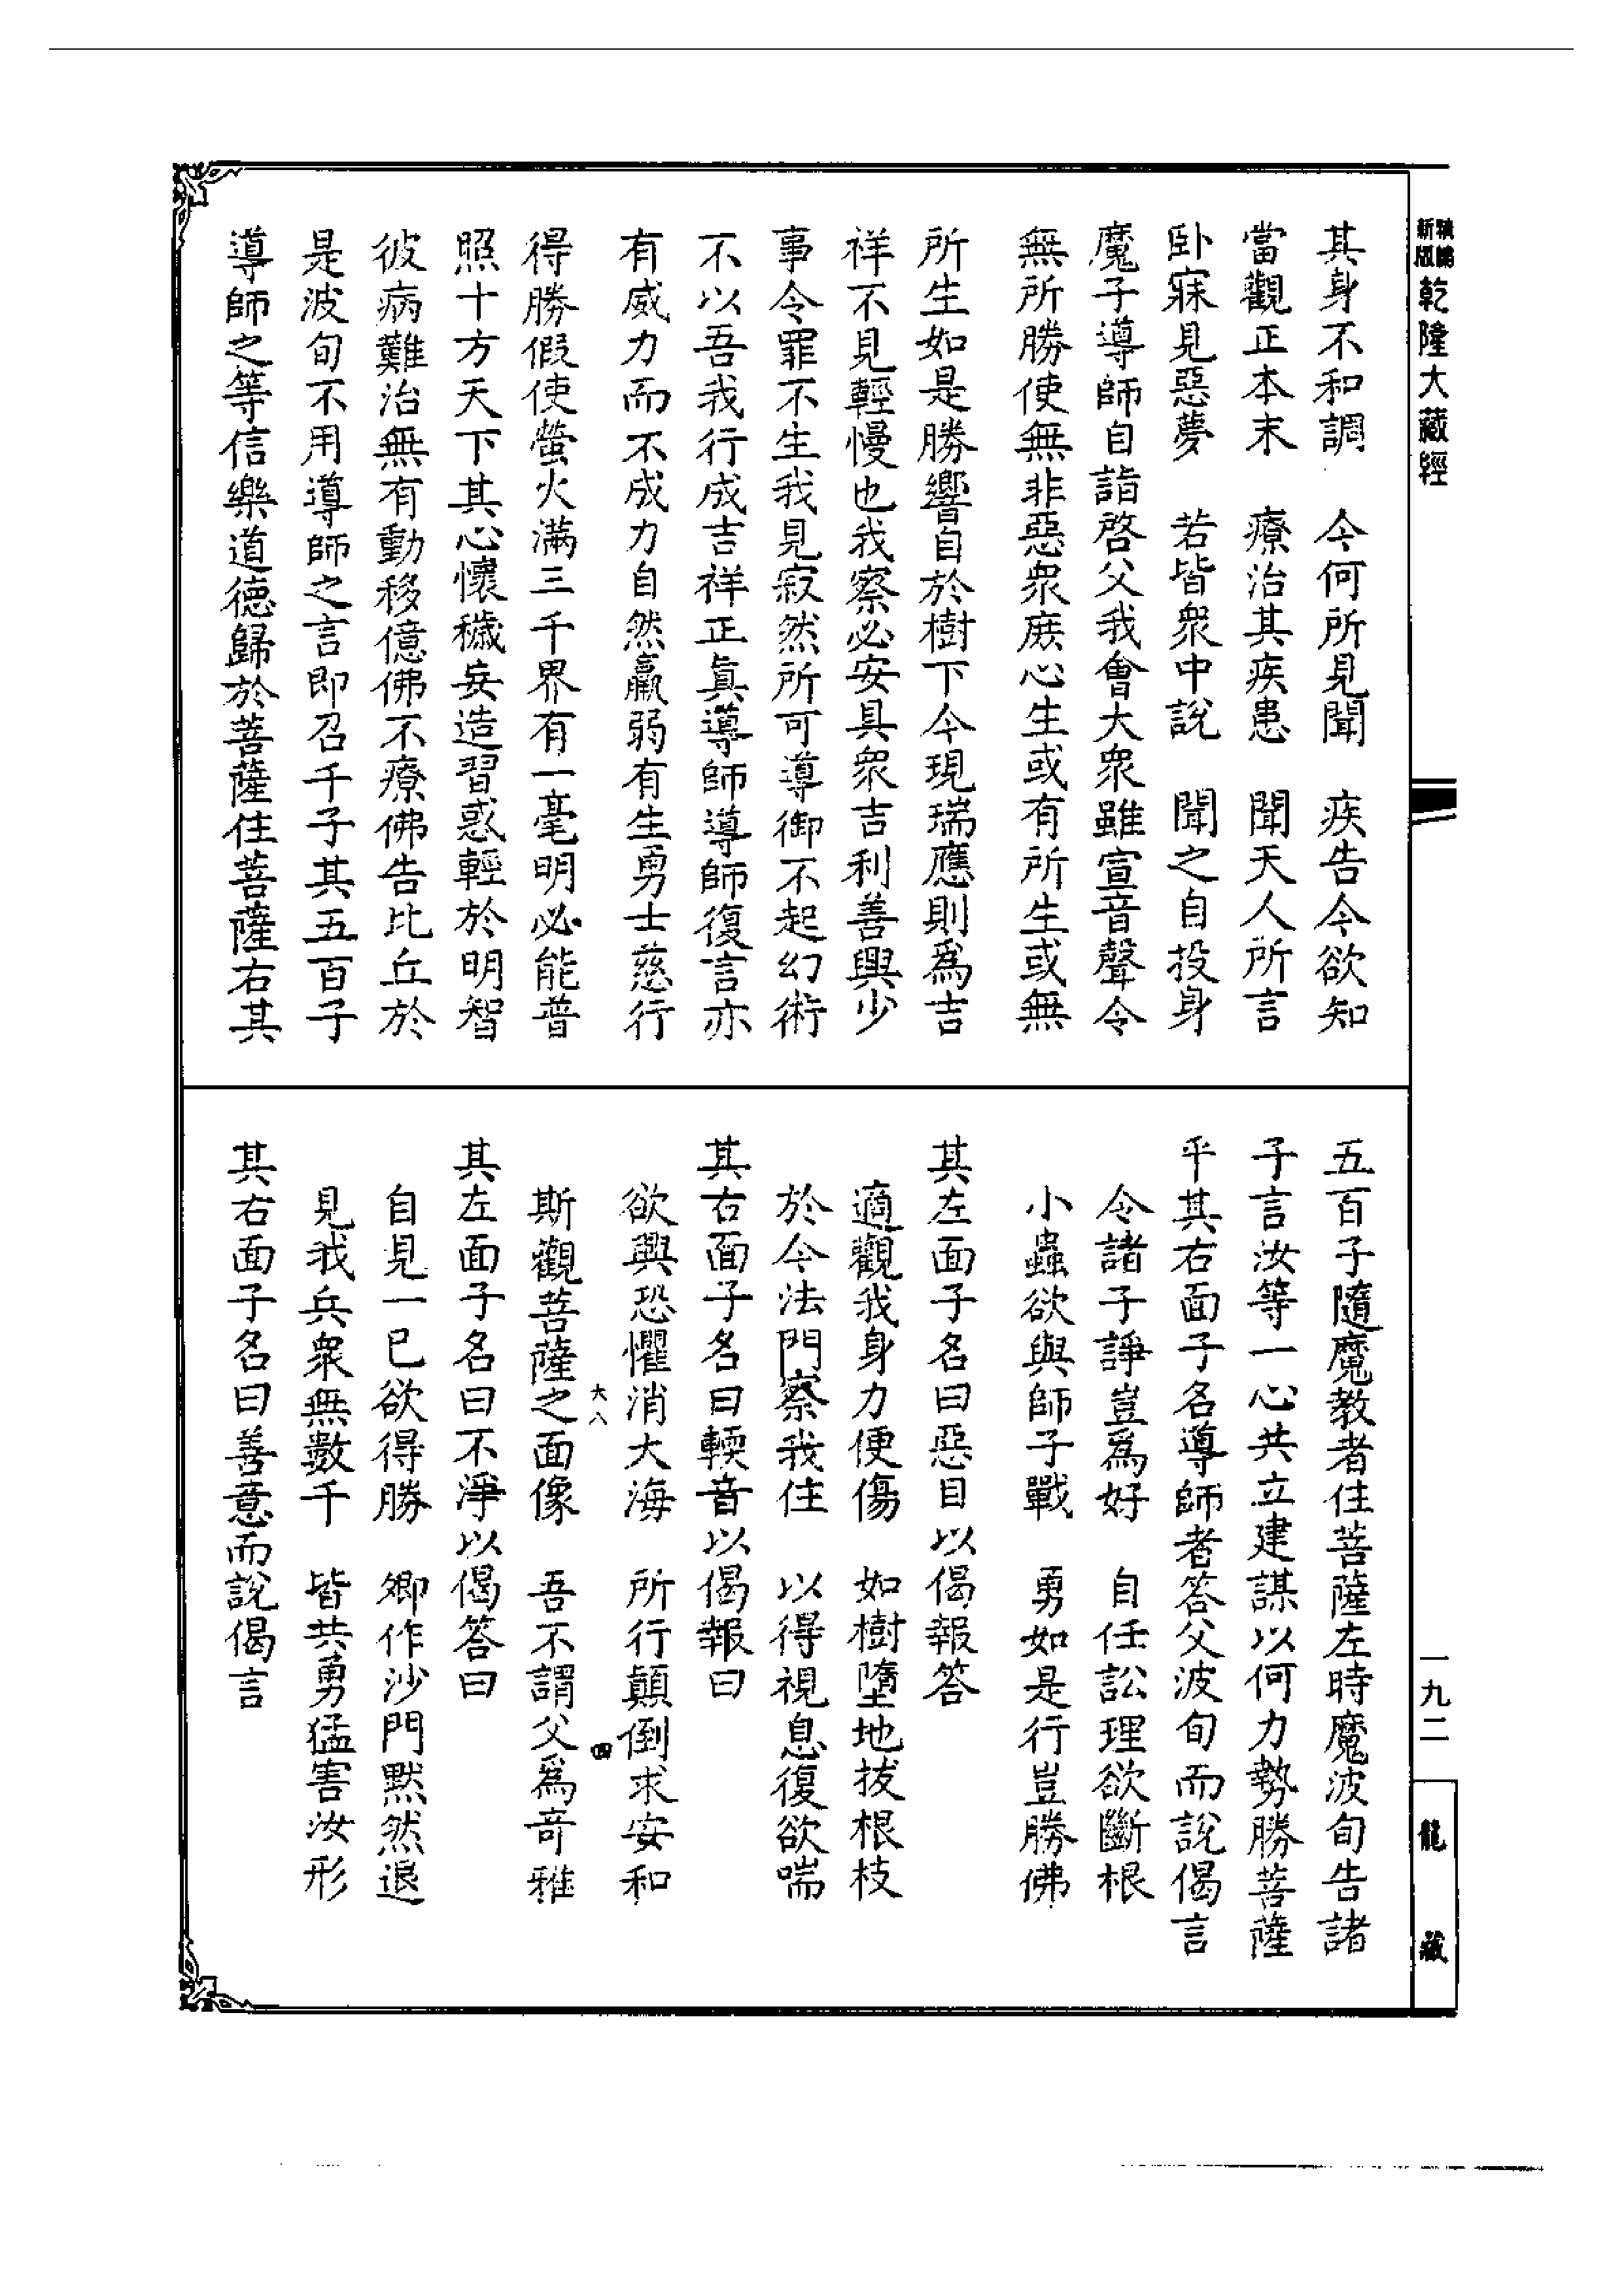 新版
乾隆大藏經
其身不和調　今何所見聞　疾告今欲知
當觀正本末　療治其疾患　聞天人所言
卧寐見惡夢　若皆衆中說　聞之自投身
魔子導師自詣啓父我會大衆雖宣音聲令
無所勝使無非惡衆庶心生或有所生或無
所生如是勝響自於樹下今現瑞應則爲吉
祥不見輕慢也我察必安具衆吉利善興少
事令罪不生我見寂然所可導御不起幻術
不以吾我行成吉祥正眞導師導師復言亦
有威力而不成力自然羸弱有生勇士慈行
得勝假使螢火滿三千界有一毫明必能普
照十方天下其心懷穢妄造習惑輕於明智
彼病難治無有動移億佛不療佛告比丘於
是波旬不用導師之言即召千子其五百子
導師之等信樂道德歸於菩薩住菩薩右其
五百子隨魔教者住菩薩左時魔波旬告諸
子言汝等一心共立建謀以何力勢勝菩薩
乎其右面子名導師者答父波旬而說偈言
令諸子諍豈爲好　自任訟理欲斷根
小蟲欲與師子戰　勇如是行豈勝佛
其左面子名曰惡目以偈報答
適觀我身力便傷　如樹墮地拔根枝
於今法門察我住　以得視息復欲喘
其右面子名曰輭音以偈報曰
欲興恐懼消大海　所行顛倒求安和
大八　四
斯觀菩薩之面像　吾不謂父爲奇雅
其左面子名曰不淨以偈答曰
自見一已欲得勝　卿作沙門默然退
見我兵衆無數千　皆共勇猛害汝形
其右面子名曰善意而說偈言
一九二
龍藏